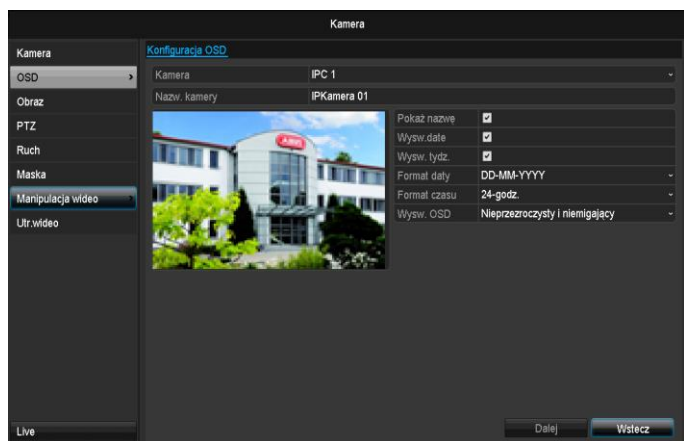 Kamera
Kamera
OSD
Obraz
PTZ
Ruch
Maska
Manipulacja wideo
Utr.wideo
Live
Konfiguracja OSD
Kamera IPC 1
Nazw. kamery IPKamera 01
ABUS
Pokaż nazwę
Wysw.date
Wysw. tydz.
Format daty DD-MM-YYYY
Format czasu 24-godz.
Wysw. OSD Nieprzezroczysty i niemigający
Dalej Wstecz